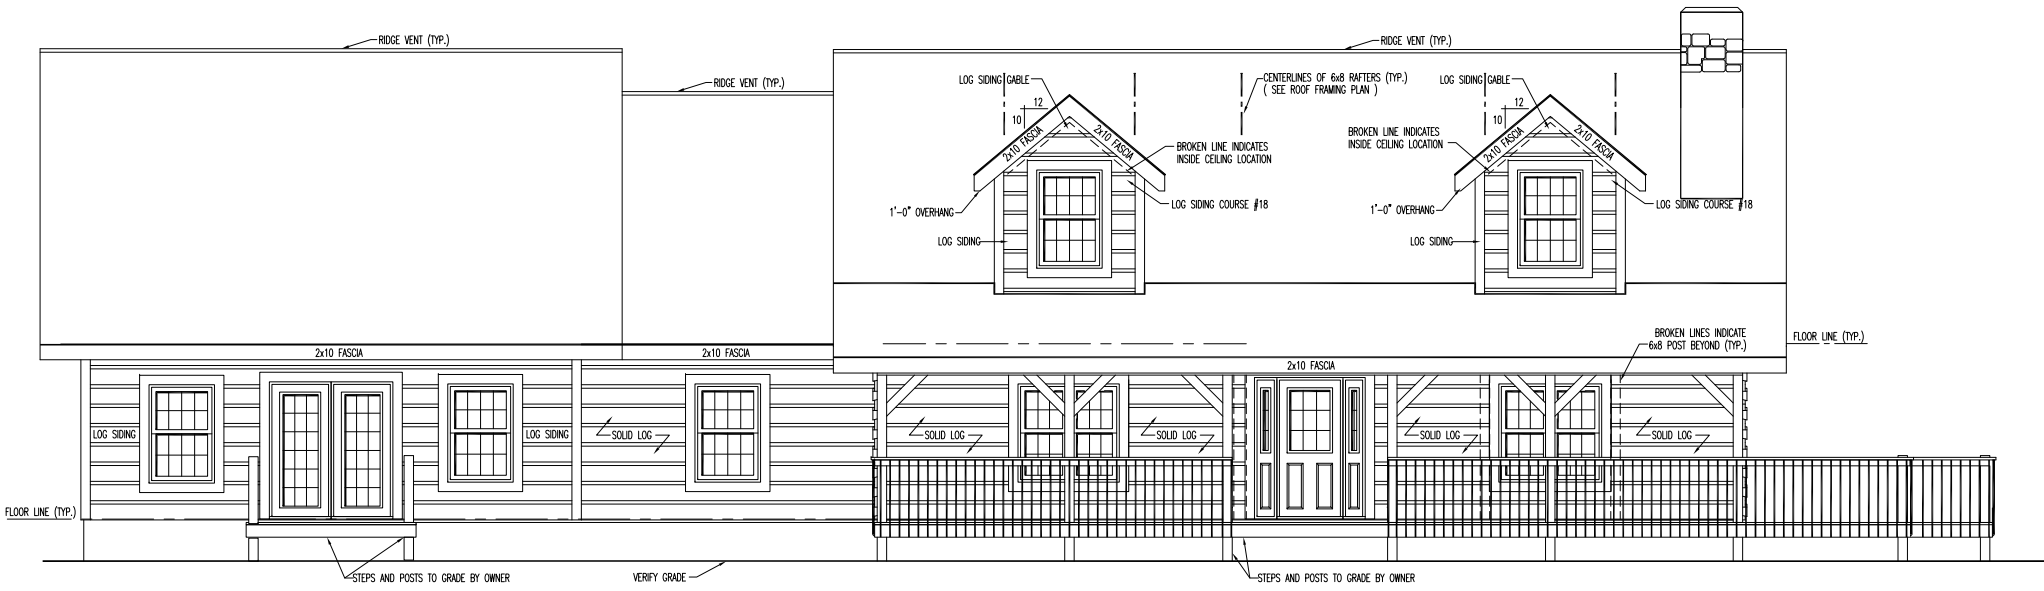 RIDGE VENT (TYP.)
RIDGE VENT (TYP.)
RIDGE VENT (TYP.)
LOG SIDING GABLE
12
10
2x10 FASCIA
2x10 FASCIA
CENTERLINES OF 6x8 RAFTERS (TYP.)
( SEE ROOF FRAMING PLAN )
BROKEN LINE INDICATES
INSIDE CEILING LOCATION
LOG SIDING COURSE #18
1'-0" OVERHANG
LOG SIDING
LOG SIDING GABLE
12
10
2x10 FASCIA
2x10 FASCIA
BROKEN LINE INDICATES
INSIDE CEILING LOCATION
LOG SIDING COURSE #18
1'-0" OVERHANG
LOG SIDING
BROKEN LINES INDICATE
6x8 POST BEYOND (TYP.)
FLOOR LINE (TYP.)
2x10 FASCIA
2x10 FASCIA
2x10 FASCIA
LOG SIDING
LOG SIDING
SOLID LOG
SOLID LOG
SOLID LOG
SOLID LOG
SOLID LOG
FLOOR LINE (TYP.)
STEPS AND POSTS TO GRADE BY OWNER
VERIFY GRADE
STEPS AND POSTS TO GRADE BY OWNER